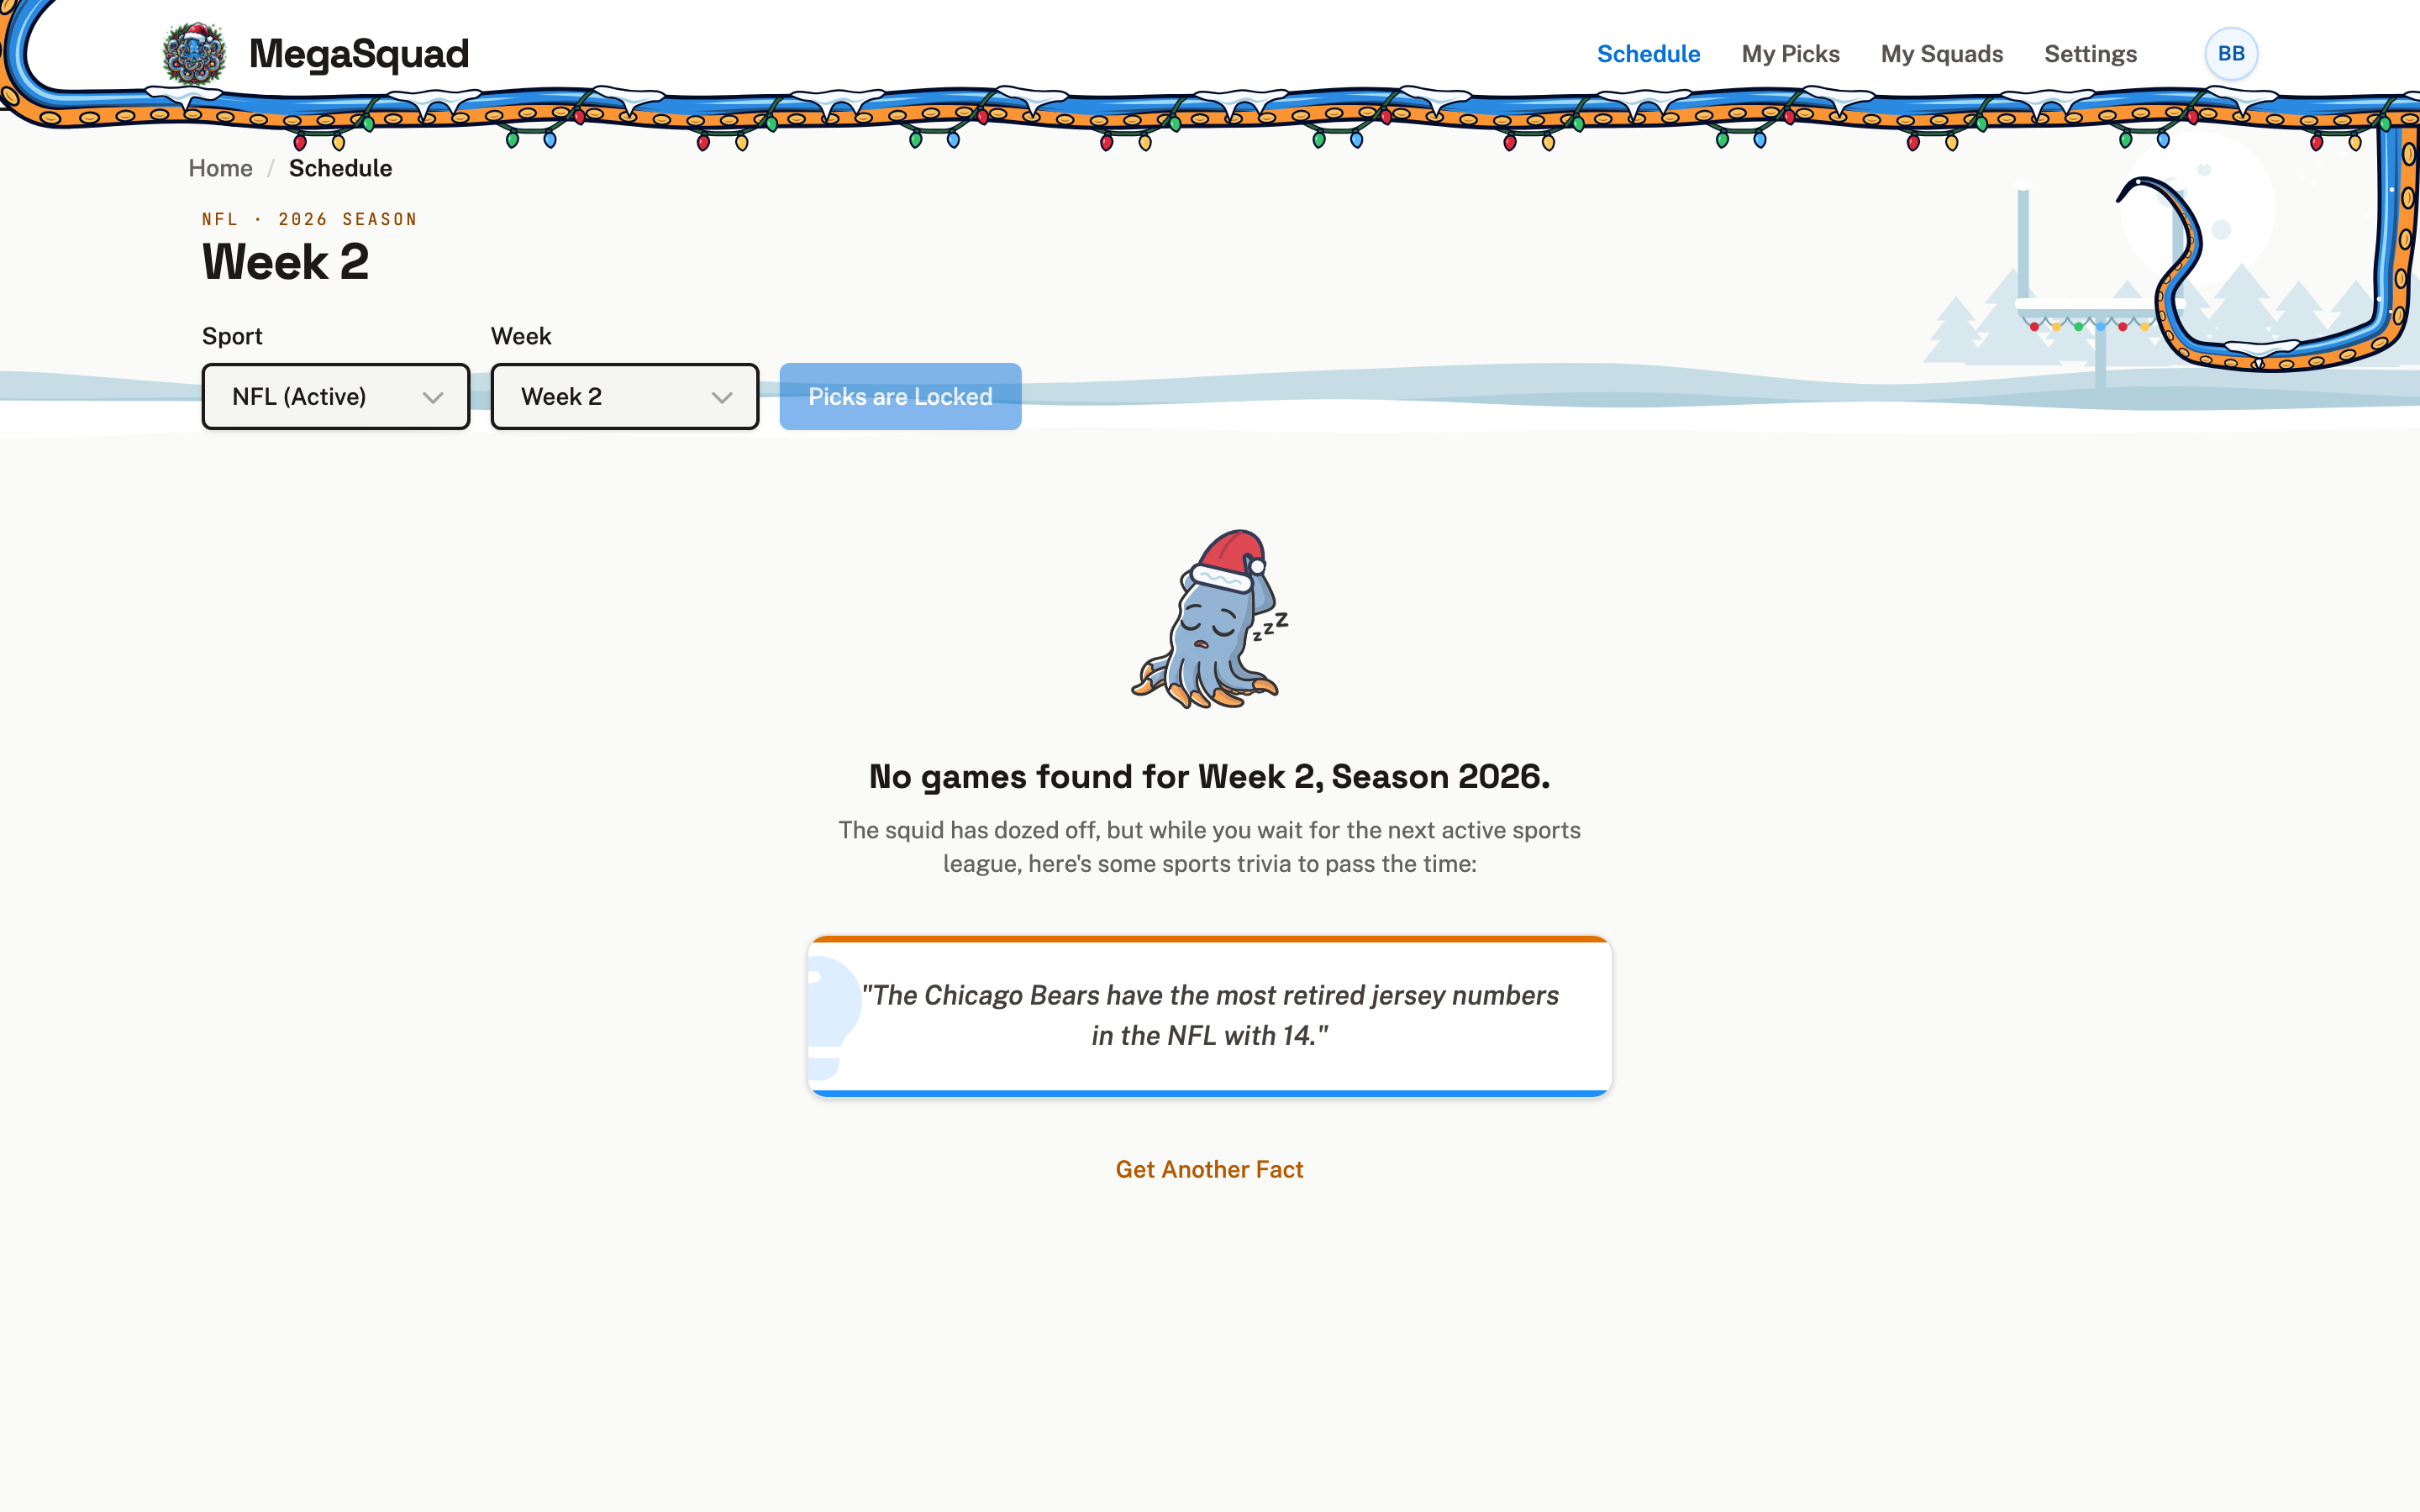 MegaSquad
Schedule
My Picks
My Squads
Settings
BB
Home / Schedule
NFL · 2026 SEASON
Week 2
Sport
Week
NFL (Active)
Week 2
Picks are Locked
z z Z
No games found for Week 2, Season 2026.
The squid has dozed off, but while you wait for the next active sports
league, here's some sports trivia to pass the time:
"The Chicago Bears have the most retired jersey numbers
in the NFL with 14."
Get Another Fact